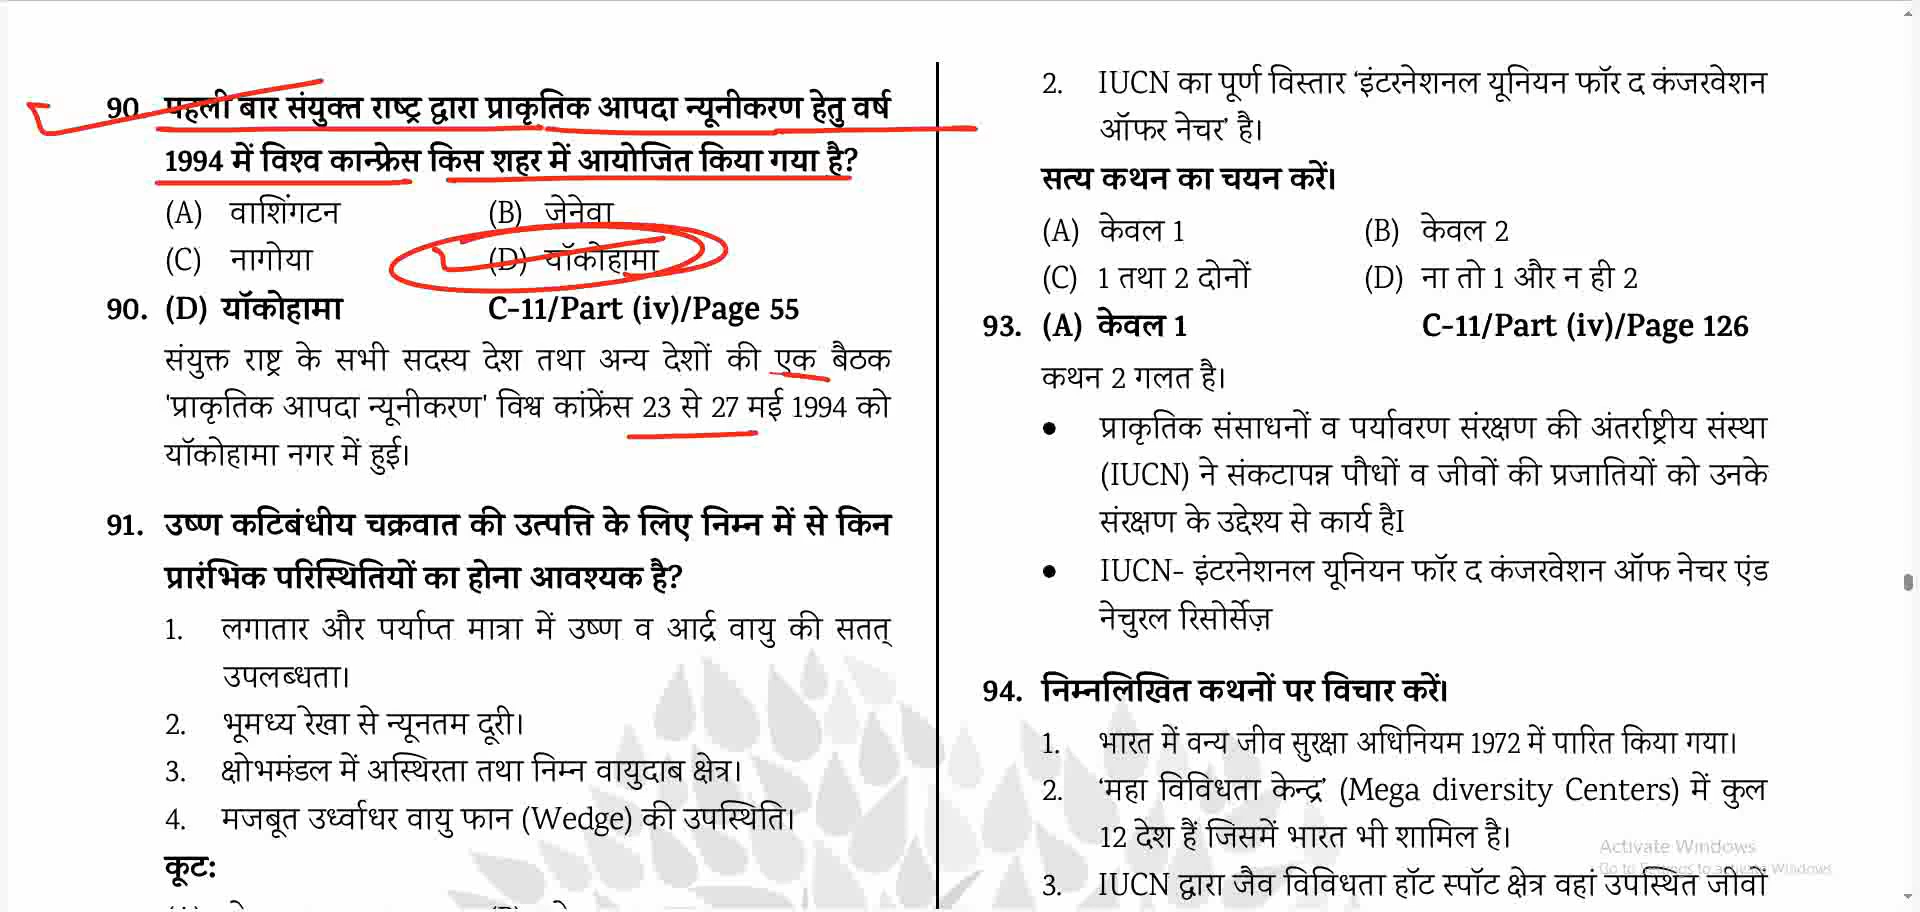 90. पहली बार संयुक्त राष्ट्र द्वारा प्राकृतिक आपदा न्यूनीकरण हेतु वर्ष
1994 में विश्व कान्फ्रेस किस शहर में आयोजित किया गया है?
(A) वाशिंगटन (B) जेनेवा
(C) नागोया (D) यॉकोहामा
90. (D) यॉकोहामा C-11/Part (iv)/Page 55
संयुक्त राष्ट्र के सभी सदस्य देश तथा अन्य देशों की एक बैठक
'प्राकृतिक आपदा न्यूनीकरण' विश्व कांफ्रेंस 23 से 27 मई 1994 को
यॉकोहामा नगर में हुई।
91. उष्ण कटिबंधीय चक्रवात की उत्पत्ति के लिए निम्न में से किन
प्रारंभिक परिस्थितियों का होना आवश्यक है?
1. लगातार और पर्याप्त मात्रा में उष्ण व आर्द्र वायु की सतत्
उपलब्धता।
2. भूमध्य रेखा से न्यूनतम दूरी।
3. क्षोभमंडल में अस्थिरता तथा निम्न वायुदाब क्षेत्र।
4. मजबूत उर्ध्वाधर वायु फान (Wedge) की उपस्थिति।
कूट:
2. IUCN का पूर्ण विस्तार ‘इंटरनेशनल यूनियन फॉर द कंजरवेशन
ऑफर नेचर’ है।
सत्य कथन का चयन करें।
(A) केवल 1 (B) केवल 2
(C) 1 तथा 2 दोनों (D) ना तो 1 और न ही 2
93. (A) केवल 1 C-11/Part (iv)/Page 126
कथन 2 गलत है।
● प्राकृतिक संसाधनों व पर्यावरण संरक्षण की अंतर्राष्ट्रीय संस्था
(IUCN) ने संकटापन्न पौधों व जीवों की प्रजातियों को उनके
संरक्षण के उद्देश्य से कार्य हैI
● IUCN- इंटरनेशनल यूनियन फॉर द कंजरवेशन ऑफ नेचर एंड
नेचुरल रिसोर्सेज़
94. निम्नलिखित कथनों पर विचार करें।
1. भारत में वन्य जीव सुरक्षा अधिनियम 1972 में पारित किया गया।
2. ‘महा विविधता केन्द्र’ (Mega diversity Centers) में कुल
12 देश हैं जिसमें भारत भी शामिल है।
3. IUCN द्वारा जैव विविधता हॉट स्पॉट क्षेत्र वहां उपस्थित जीवों
Activate Windows
Go to Settings to activate Windows